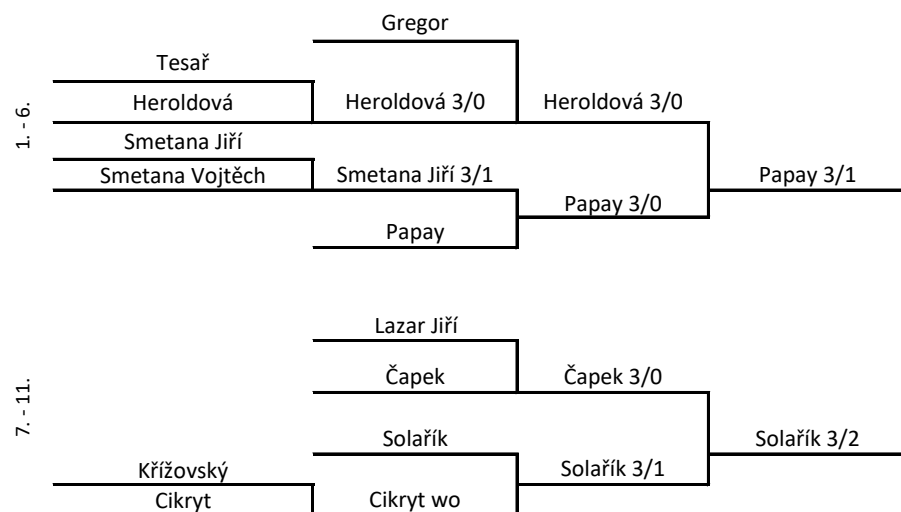 Gregor
Tesař
Heroldová
Heroldová 3/0
Heroldová 3/0
1. - 6.
Smetana Jiří
Smetana Vojtěch
Smetana Jiří 3/1
Papay 3/1
Papay 3/0
Papay
Lazar Jiří
Čapek
Čapek 3/0
7. - 11.
Solařík
Solařík 3/2
Křížovský
Solařík 3/1
Cikryt
Cikryt wo